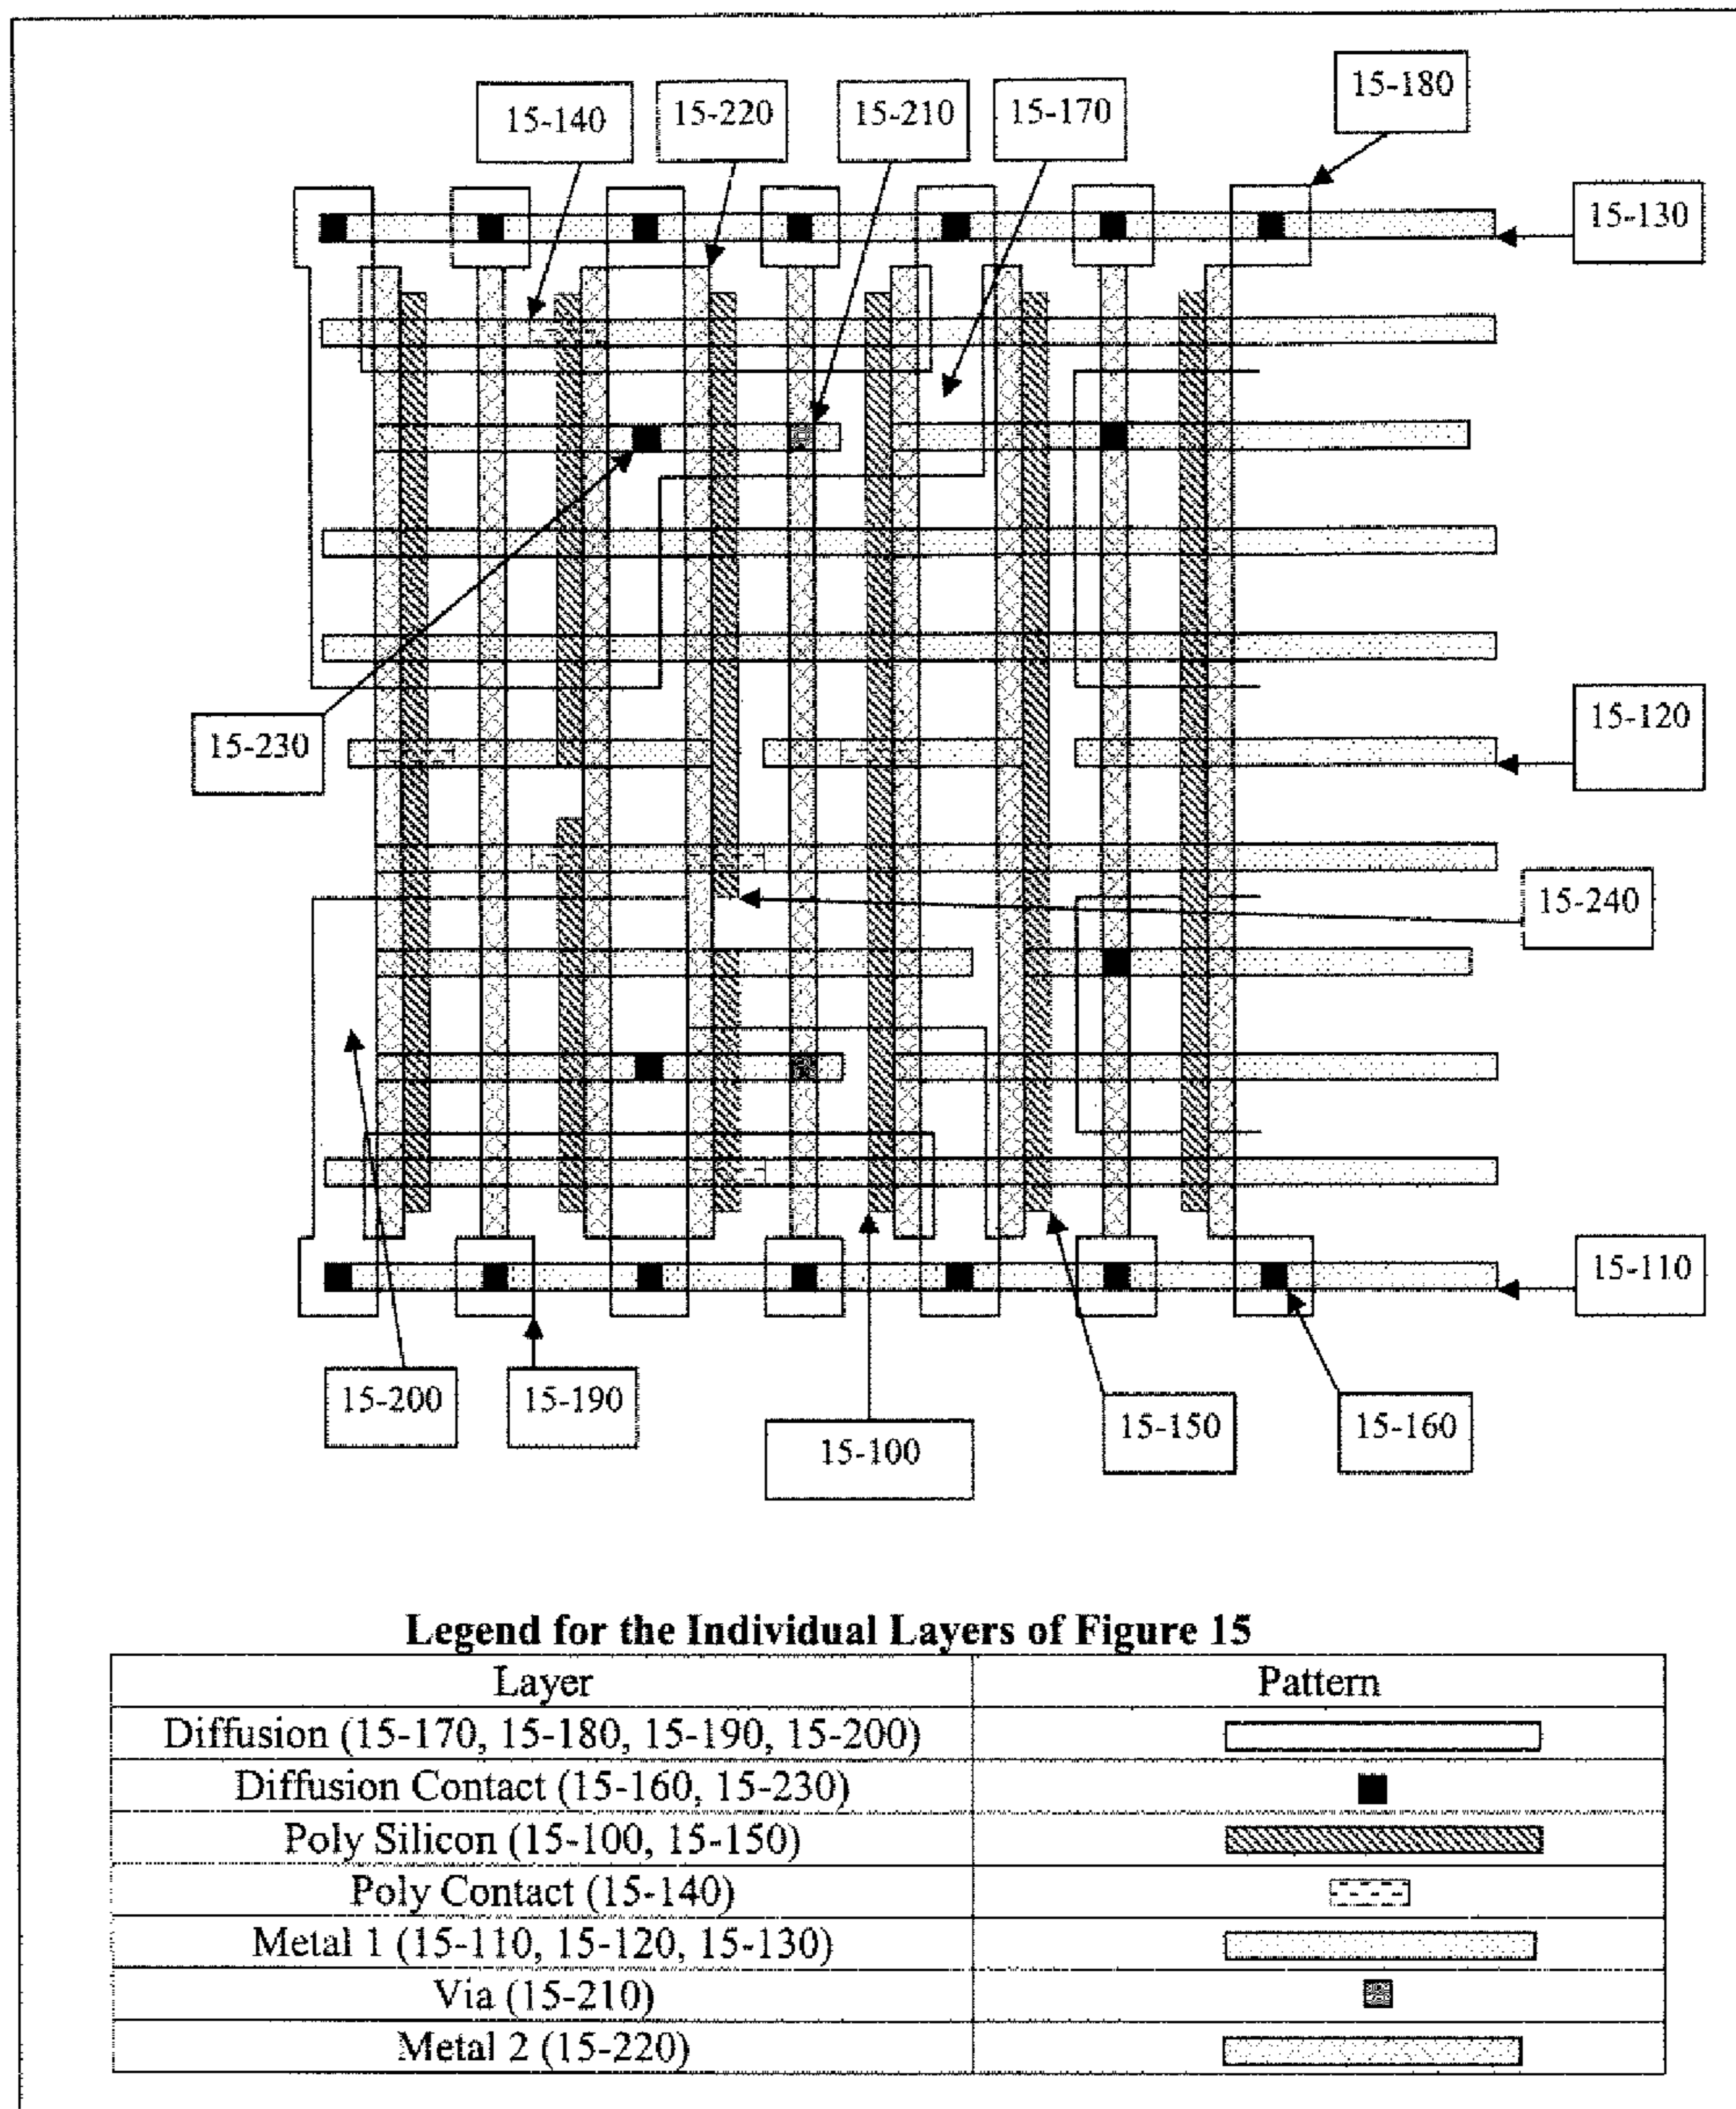 15-180
15-140
15-220
15-210
15-170
15-130
15-120
15-230
15-240
15-110
15-200
15-190
15-100
15-150
15-160
Legend for the Individual Layers of Figure 15
Layer Pattern
Diffusion (15-170, 15-180, 15-190, 15-200)
Diffusion Contact (15-160, 15-230)
Poly Silicon (15-100, 15-150)
Poly Contact (15-140)
Metal 1 (15-110, 15-120, 15-130)
Via (15-210)
Metal 2 (15-220)